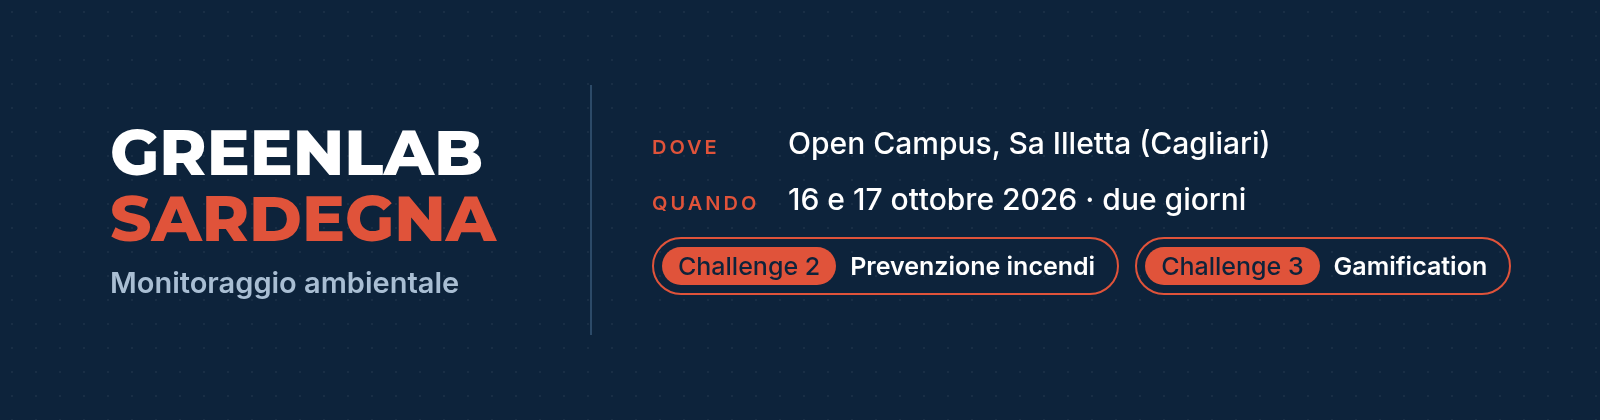 GREENLAB
SARDEGNA
Monitoraggio ambientale
DOVE Open Campus, Sa Illetta (Cagliari)
QUANDO 16 e 17 ottobre 2026 · due giorni
Challenge 2 Prevenzione incendi Challenge 3 Gamification